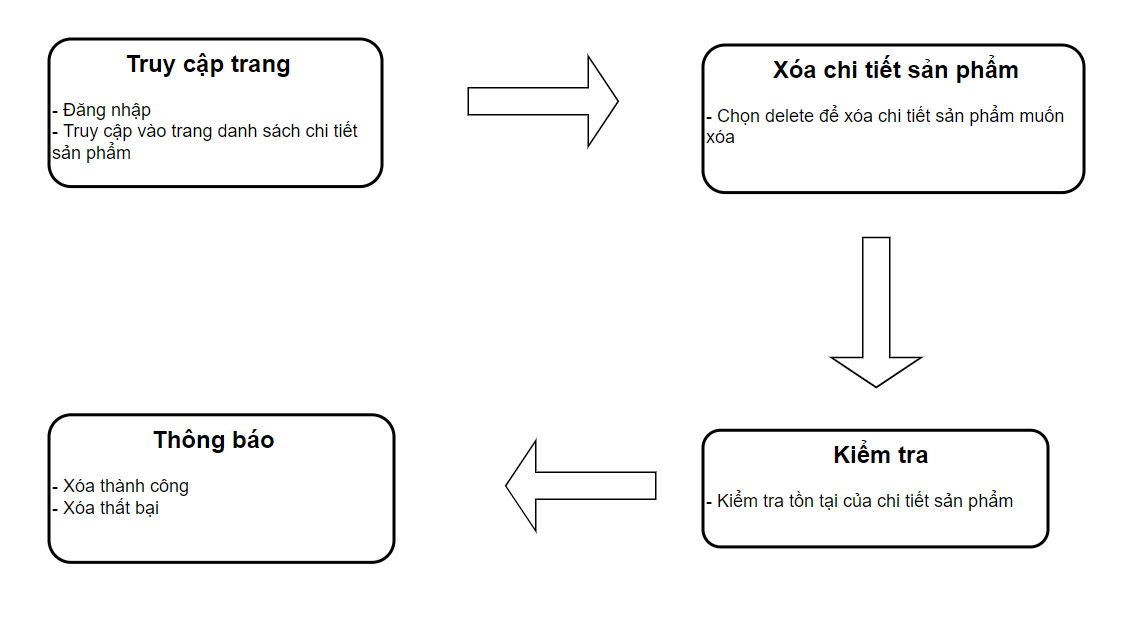 Truy cập trang
- Đăng nhập
- Truy cập vào trang danh sách chi tiết
sản phẩm
Xóa chi tiết sản phẩm
- Chọn delete để xóa chi tiết sản phẩm muốn
xóa
Thông báo
- Xóa thành công
- Xóa thất bại
Kiểm tra
- Kiểm tra tồn tại của chi tiết sản phẩm